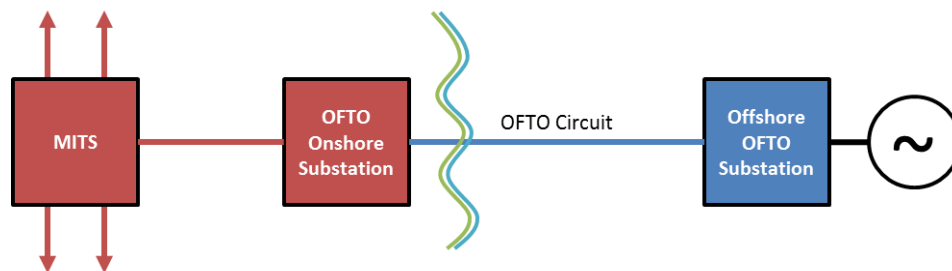 MITS
OFTO
Onshore
Substation
OFTO Circuit
Offshore
OFTO
Substation
~